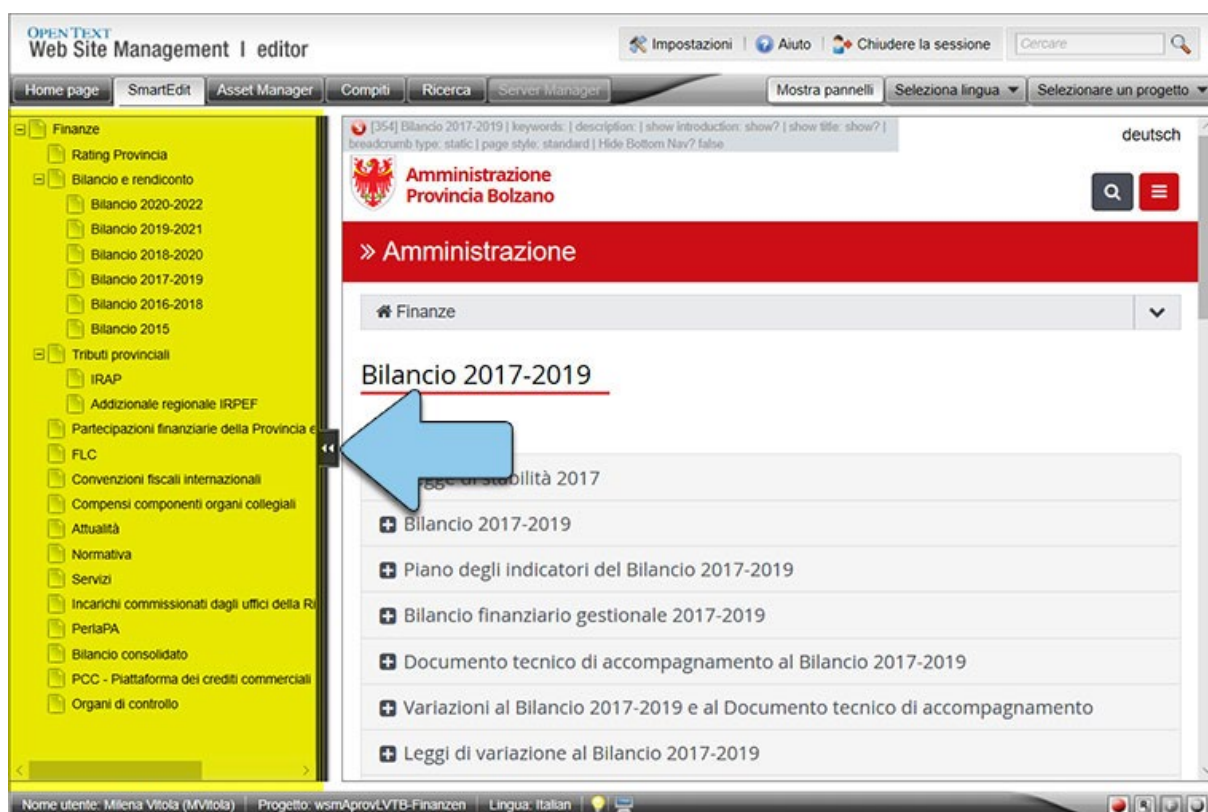 OPENTEXT
Web Site Management | editor
Impostazioni | Aiuto | Chiudere la sessione
Cercare
Home page
SmartEdit
Asset Manager
Compiti
Ricerca
Server Manager
Mostra pannelli
Seleziona lingua
Selezionare un progetto
Finanze
Rating Provincia
Bilancio e rendiconto
Bilancio 2020-2022
Bilancio 2019-2021
Bilancio 2018-2020
Bilancio 2017-2019
Bilancio 2016-2018
Bilancio 2015
Tributi provinciali
IRAP
Addizionale regionale IRPEF
Partecipazioni finanziarie della Provincia e
FLC
Convenzioni fiscali internazionali
Compensi componenti organi collegiali
Attualità
Normativa
Servizi
Incarichi commissionati dagli uffici della Ri
PerlaPA
Bilancio consolidato
PCC - Piattaforma dei crediti commerciali
Organi di controllo
[354] Bilancio 2017-2019 | keywords: | description: | show introduction: show? | show title: show? |
breadcrumb type: static | page style: standard | Hide Bottom Nav? false
deutsch
Amministrazione
Provincia Bolzano
» Amministrazione
Finanze
Bilancio 2017-2019
di stabilità 2017
Bilancio 2017-2019
Piano degli indicatori del Bilancio 2017-2019
Bilancio finanziario gestionale 2017-2019
Documento tecnico di accompagnamento al Bilancio 2017-2019
Variazioni al Bilancio 2017-2019 e al Documento tecnico di accompagnamento
Leggi di variazione al Bilancio 2017-2019
Nome utente: Milena Vitola (MVitola)
Progetto: wsmAprovLVTB-Finanzen
Lingua: Italian